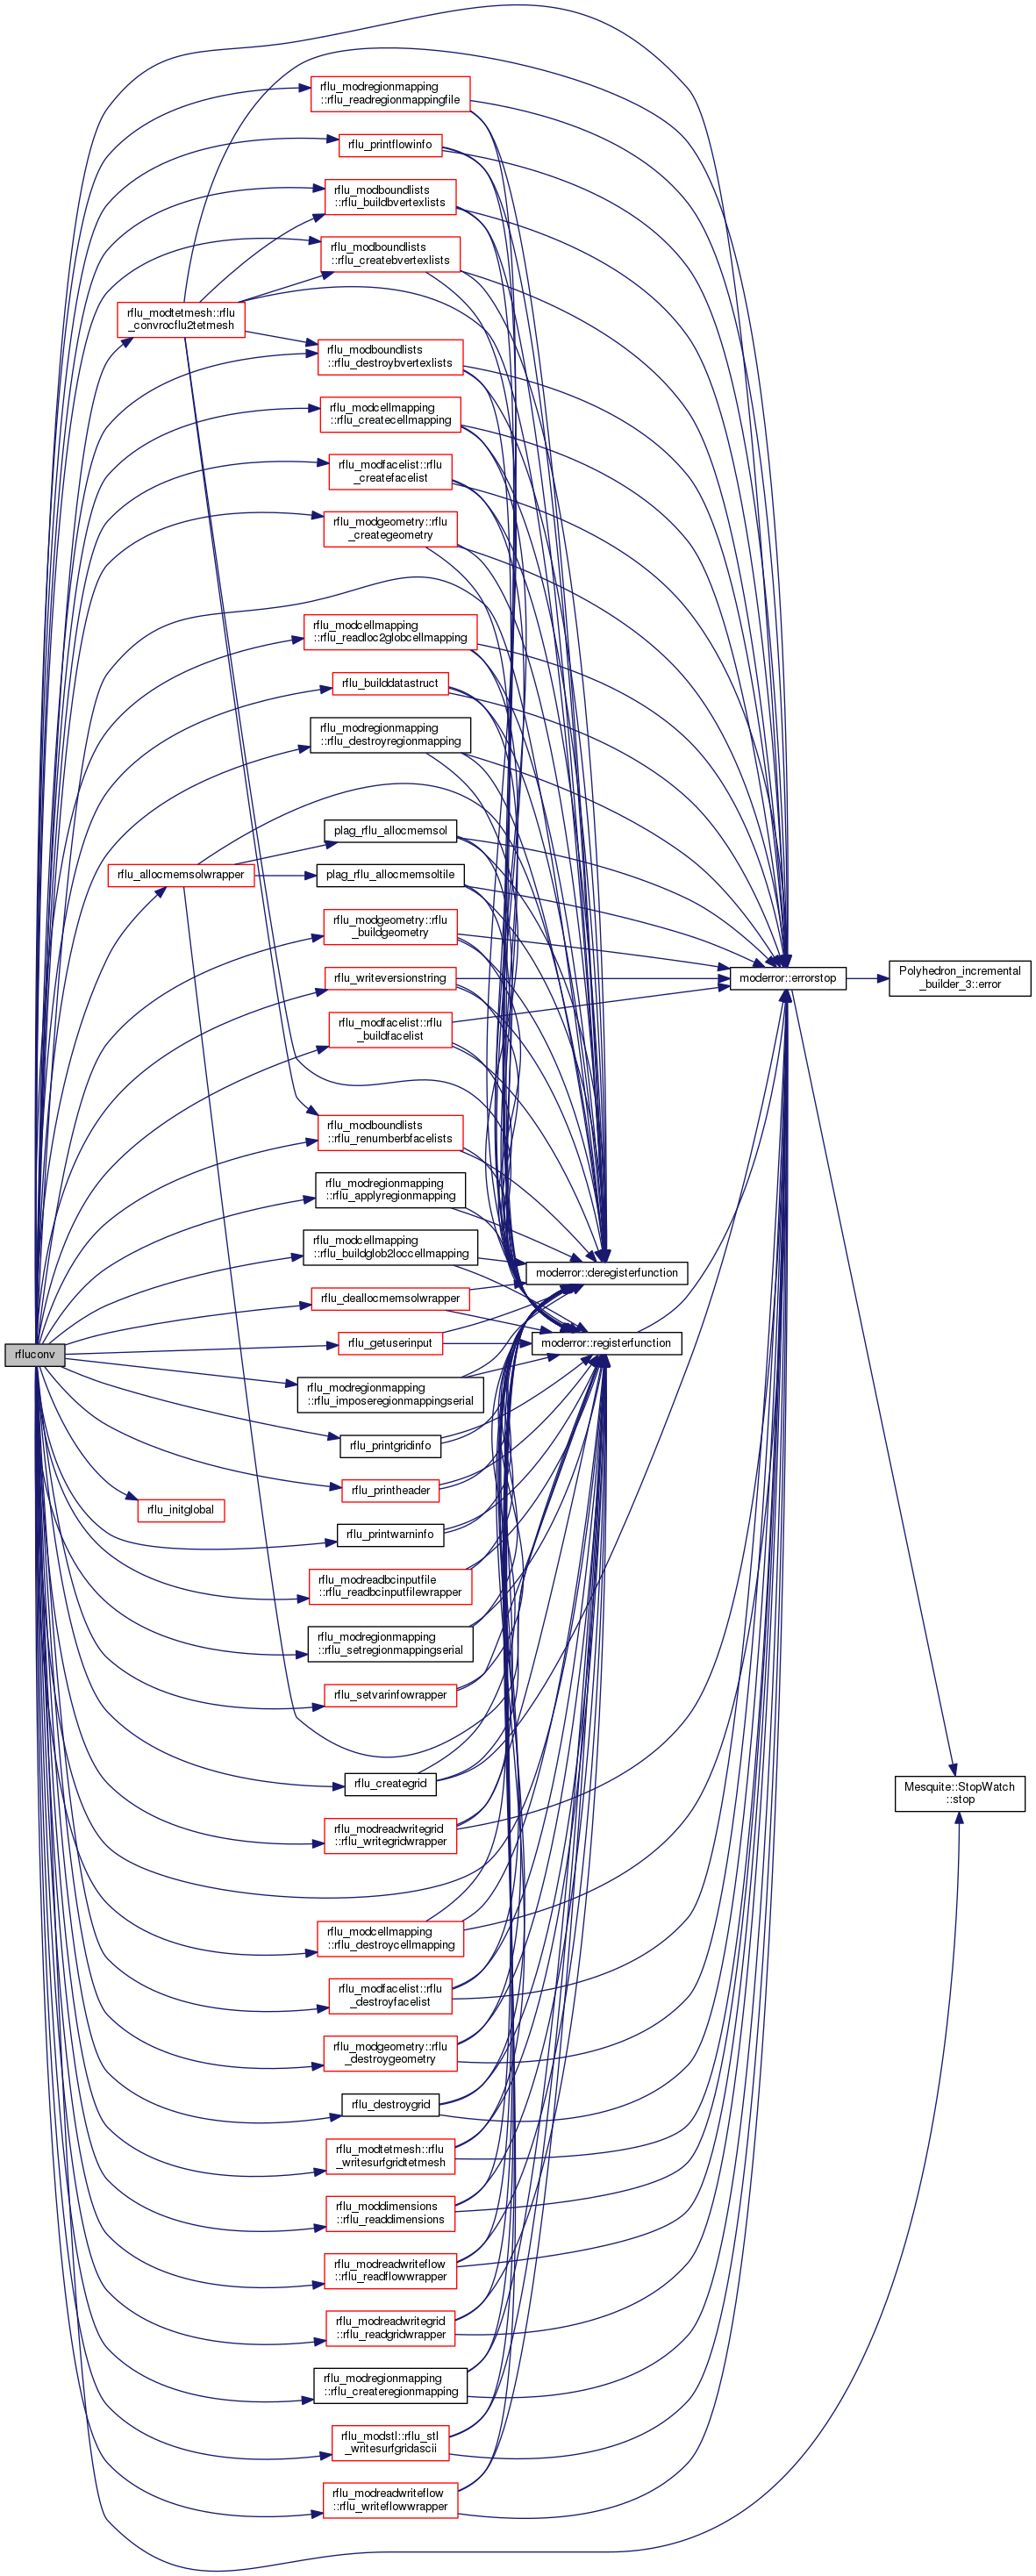 rflu_modregionmapping
::rflu_readregionmappingfile
rflu_printflowinfo
rflu_modboundlists
::rflu_buildbvertexlists
rflu_modboundlists
::rflu_createbvertexlists
rflu_modtetmesh::rflu
_convrocflu2tetmesh
rflu_modboundlists
::rflu_destroybvertexlists
rflu_modcellmapping
::rflu_createcellmapping
rflu_modfacelist::rflu
_createfacelist
rflu_modgeometry::rflu
_creategeometry
rflu_modcellmapping
::rflu_readloc2globcellmapping
rflu_builddatastruct
rflu_modregionmapping
::rflu_destroyregionmapping
plag_rflu_allocmemsol
rflu_allocmemsolwrapper
plag_rflu_allocmemsoltile
rflu_modgeometry::rflu
_buildgeometry
rflu_writeversionstring
moderror::errorstop
Polyhedron_incremental
_builder_3::error
rflu_modfacelist::rflu
_buildfacelist
rflu_modboundlists
::rflu_renumberbfacelists
rflu_modregionmapping
::rflu_applyregionmapping
rflu_modcellmapping
::rflu_buildglob2loccellmapping
moderror::deregisterfunction
rflu_deallocmemsolwrapper
rflu_getuserinput
moderror::registerfunction
rfluconv
rflu_modregionmapping
::rflu_imposeregionmappingserial
rflu_printgridinfo
rflu_printheader
rflu_initglobal
rflu_printwarninfo
rflu_modreadbcinputfile
::rflu_readbcinputfilewrapper
rflu_modregionmapping
::rflu_setregionmappingserial
rflu_setvarinfowrapper
rflu_creategrid
Mesquite::StopWatch
::stop
rflu_modreadwritegrid
::rflu_writegridwrapper
rflu_modcellmapping
::rflu_destroycellmapping
rflu_modfacelist::rflu
_destroyfacelist
rflu_modgeometry::rflu
_destroygeometry
rflu_destroygrid
rflu_modtetmesh::rflu
_writesurfgridtetmesh
rflu_moddimensions
::rflu_readdimensions
rflu_modreadwriteflow
::rflu_readflowwrapper
rflu_modreadwritegrid
::rflu_readgridwrapper
rflu_modregionmapping
::rflu_createregionmapping
rflu_modstl::rflu_stl
_writesurfgridascii
rflu_modreadwriteflow
::rflu_writeflowwrapper